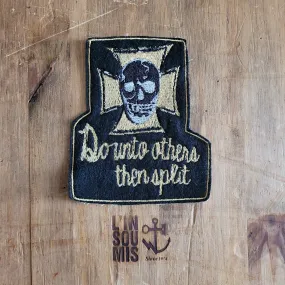 Do unto others
then split
L'IN
SOU
MIS